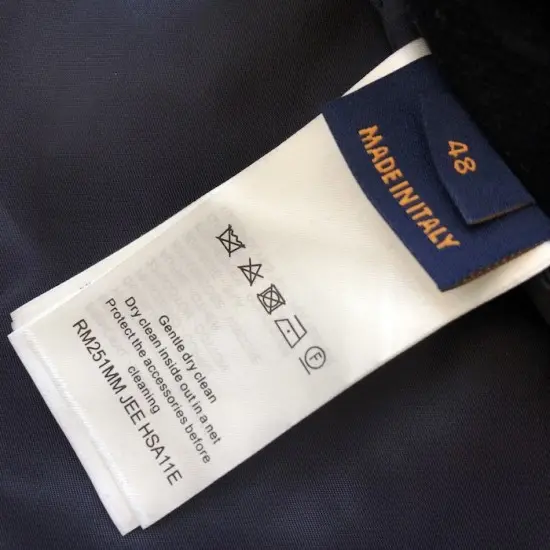 48
MADE IN ITALY
F
Gentle dry clean
Dry clean inside out in a net
Protect the accessories before
cleaning
RM251MM JEE HSA11E